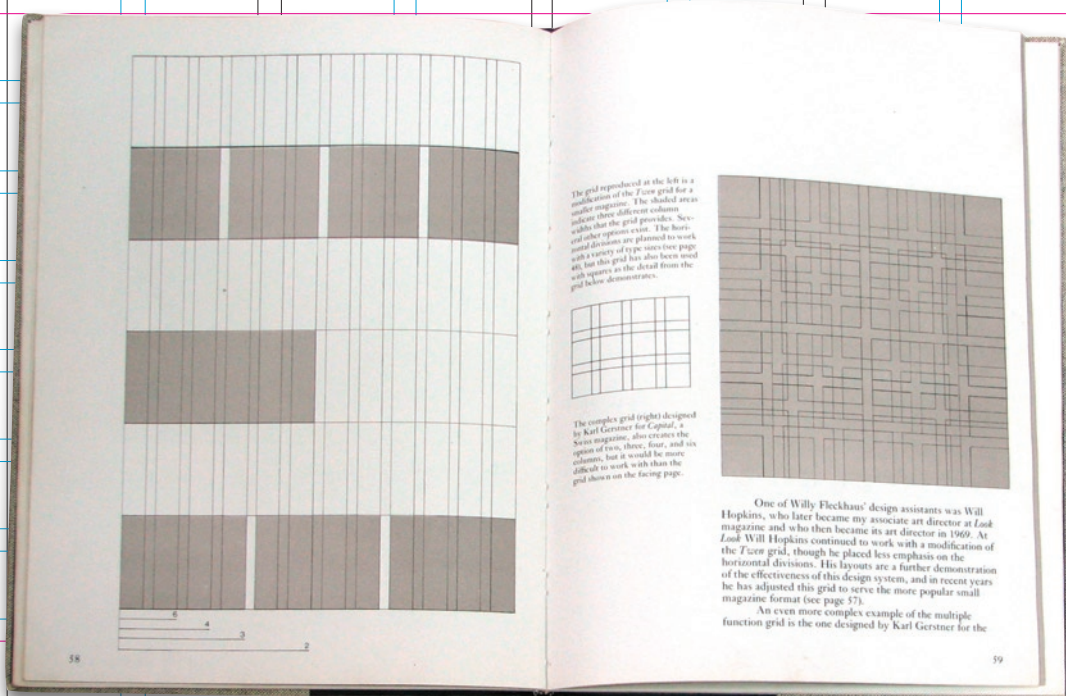 6
4
3
2
58
The grid reproduced at the left is a
modification of the Twen grid for a
smaller magazine. The shaded areas
indicate three different column
widths that the grid provides. Sev-
eral other options exist. The hori-
zontal divisions are planned to work
with a variety of type sizes (see page
48), but this grid has also been used
with squares as the detail from the
grid below demonstrates.
The complex grid (right) designed
by Karl Gerstner for Capital, a
Swiss magazine, also creates the
option of two, three, four, and six
columns, but it would be more
difficult to work with than the
grid shown on the facing page.
One of Willy Fleckhaus' design assistants was Will
Hopkins, who later became my associate art director at Look
magazine and who then became its art director in 1969. At
Look Will Hopkins continued to work with a modification of
the Twen grid, though he placed less emphasis on the
horizontal divisions. His layouts are a further demonstration
of the effectiveness of this design system, and in recent years
he has adjusted this grid to serve the more popular small
magazine format (see page 57).
An even more complex example of the multiple
function grid is the one designed by Karl Gerstner for the
59